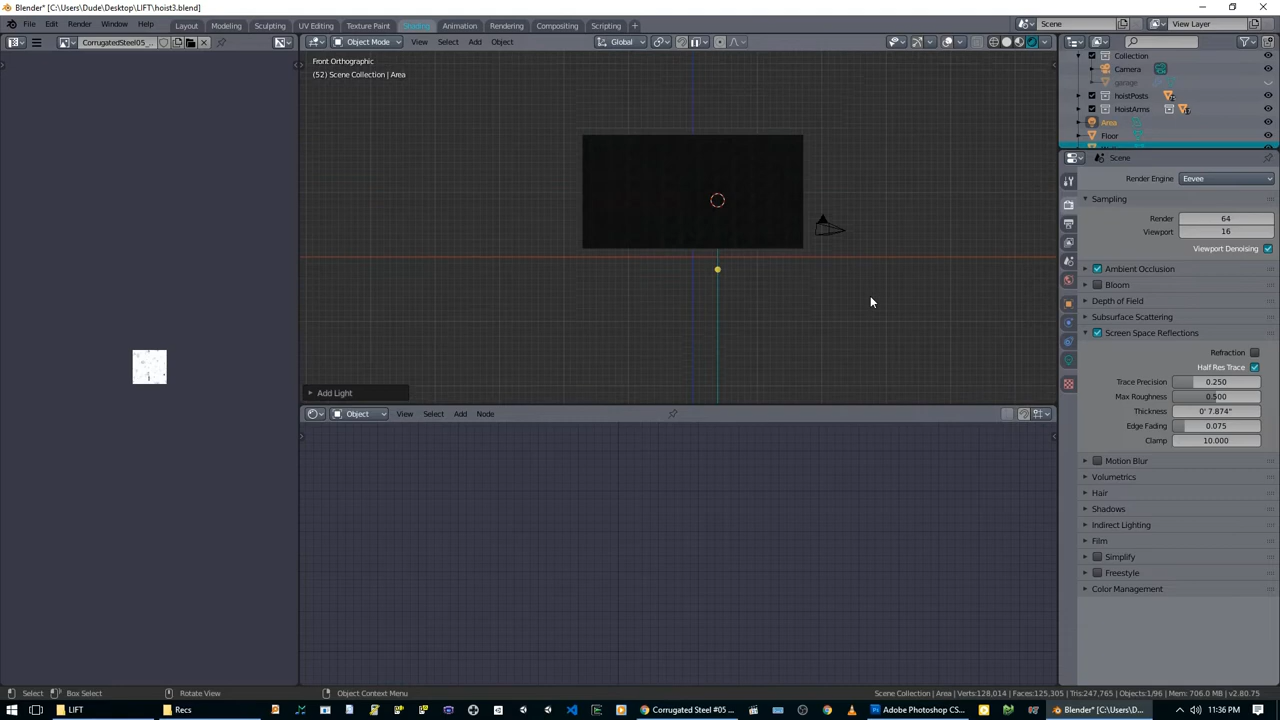 Blender* [C:\Users\Dude\Desktop\LIFT\hoist3.blend]
File Edit Render Window Help Layout Modeling Sculpting UV Editing Texture Paint Shading Animation Rendering Compositing Scripting + Scene View Layer
CorrugatedSteel05_... Object Mode View Select Add Object Global
Front Orthographic
(52) Scene Collection | Area
Collection
Camera
garage
hoistPosts
HoistArms
Area
Floor
Scene
Render Engine Eevee
Sampling
Render 64
Viewport 16
Viewport Denoising
Ambient Occlusion
Bloom
Depth of Field
Subsurface Scattering
Screen Space Reflections
Refraction
Half Res Trace
Trace Precision 0.250
Max Roughness 0.500
Thickness 0' 7.874"
Edge Fading 0.075
Clamp 10.000
Motion Blur
Volumetrics
Hair
Shadows
Indirect Lighting
Film
Simplify
Freestyle
Color Management
Add Light
Object View Select Add Node
Select Box Select Rotate View Object Context Menu Scene Collection | Area | Verts:128,014 | Faces:125,305 | Tris:247,765 | Objects:1/96 | Mem: 706.0 MB | v2.80.75
LIFT Recs Corrugated Steel #05 ... Adobe Photoshop CS... Blender* [C:\Users\D... 11:36 PM